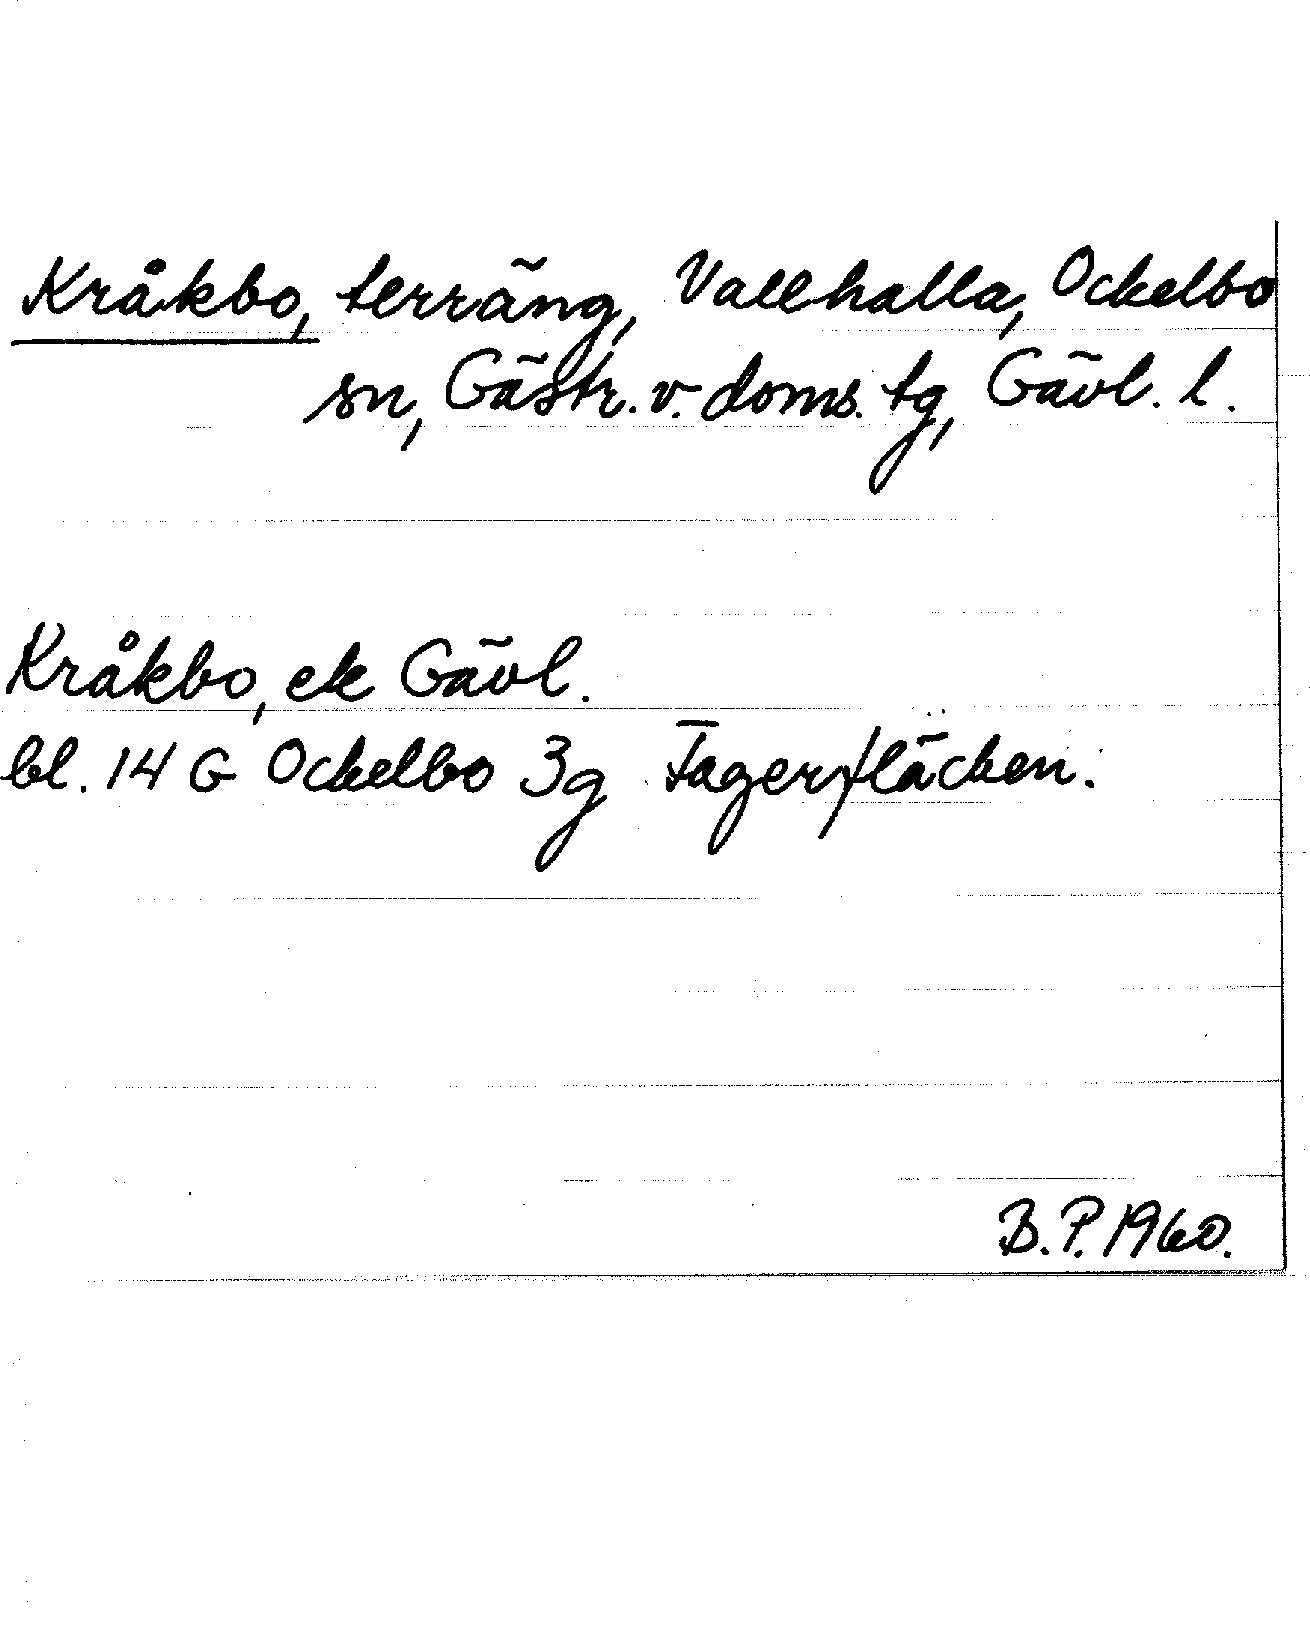 Kråkbo, terräng, Vallhalla, Ockelbo
sn, Gästr. v. doms. tg, Gävl. l.
Kråkbo, ek Gävl.
bl. 14 G Ockelbo 3g Fagerfläcken.
B.P. 1960.